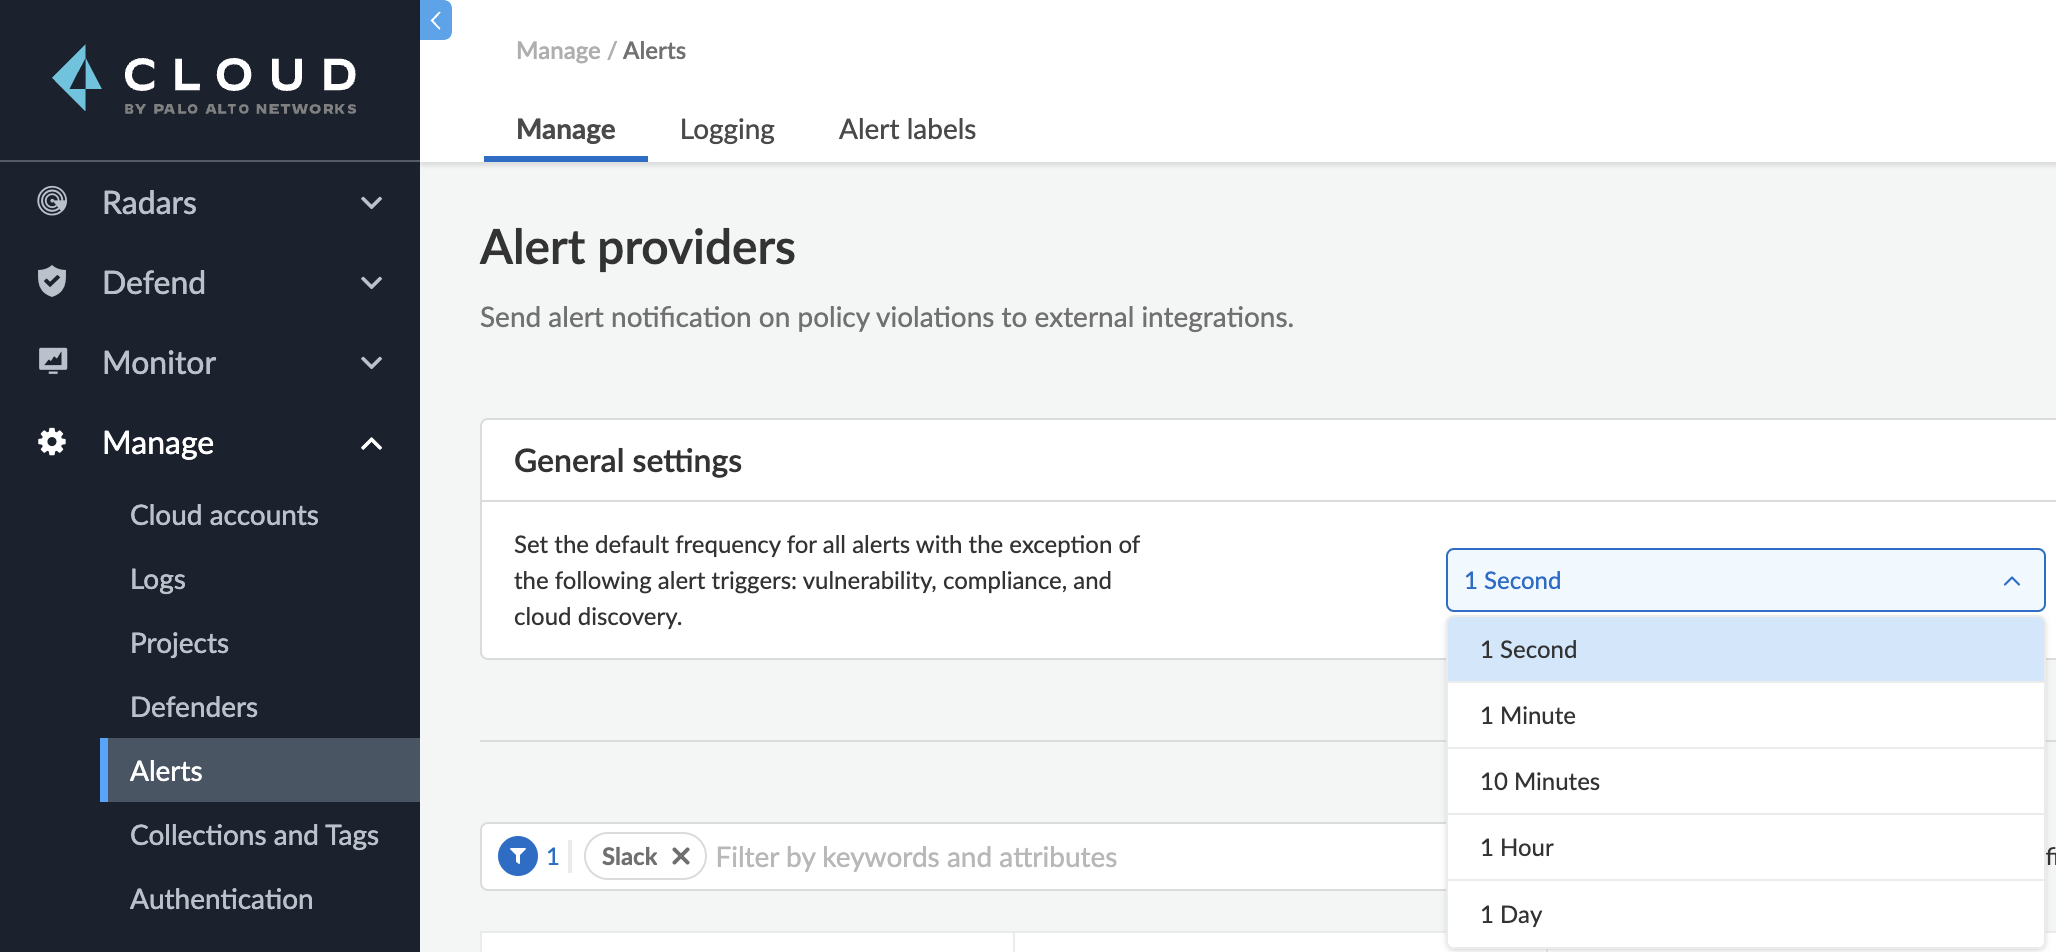 CLOUD
BY PALO ALTO NETWORKS
Radars
Defend
Monitor
Manage
Cloud accounts
Logs
Projects
Defenders
Alerts
Collections and Tags
Authentication
Manage / Alerts
Manage Logging Alert labels
Alert providers
Send alert notification on policy violations to external integrations.
General settings
Set the default frequency for all alerts with the exception of
the following alert triggers: vulnerability, compliance, and
cloud discovery.
1 Second
1 Second
1 Minute
10 Minutes
1 Hour
1 Day
1 Slack Filter by keywords and attributes